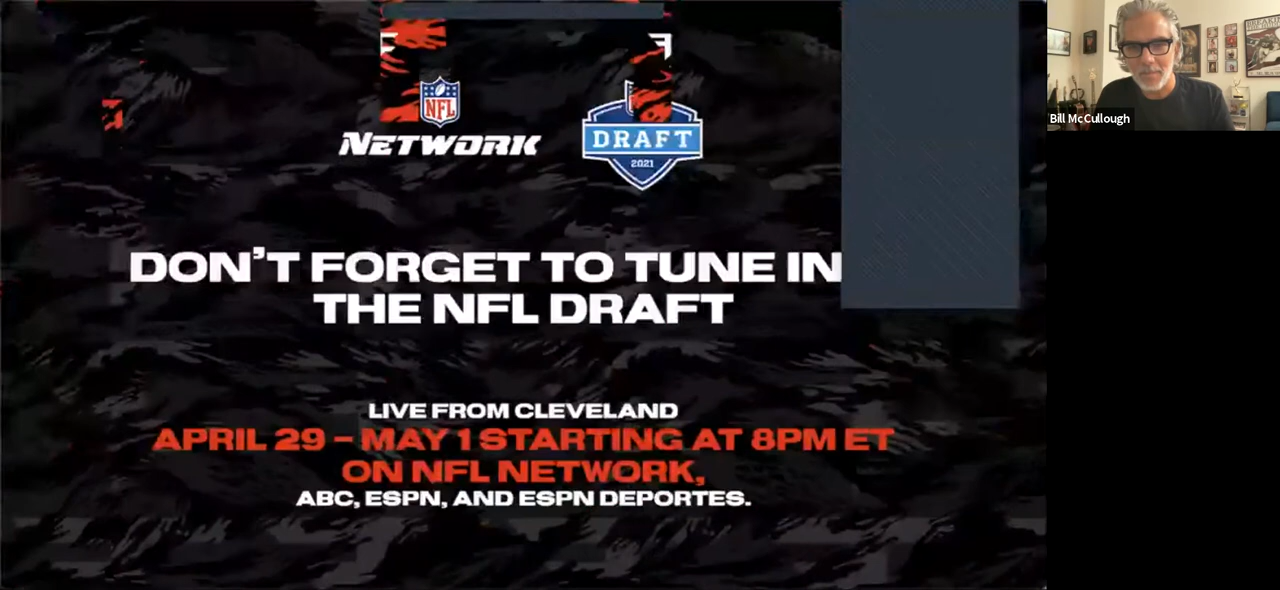 NFL
NETWORK
DRAFT
2021
DON'T FORGET TO TUNE IN
THE NFL DRAFT
LIVE FROM CLEVELAND
APRIL 29 – MAY 1 STARTING AT 8PM ET
ON NFL NETWORK,
ABC, ESPN, AND ESPN DEPORTES.
Bill McCullough